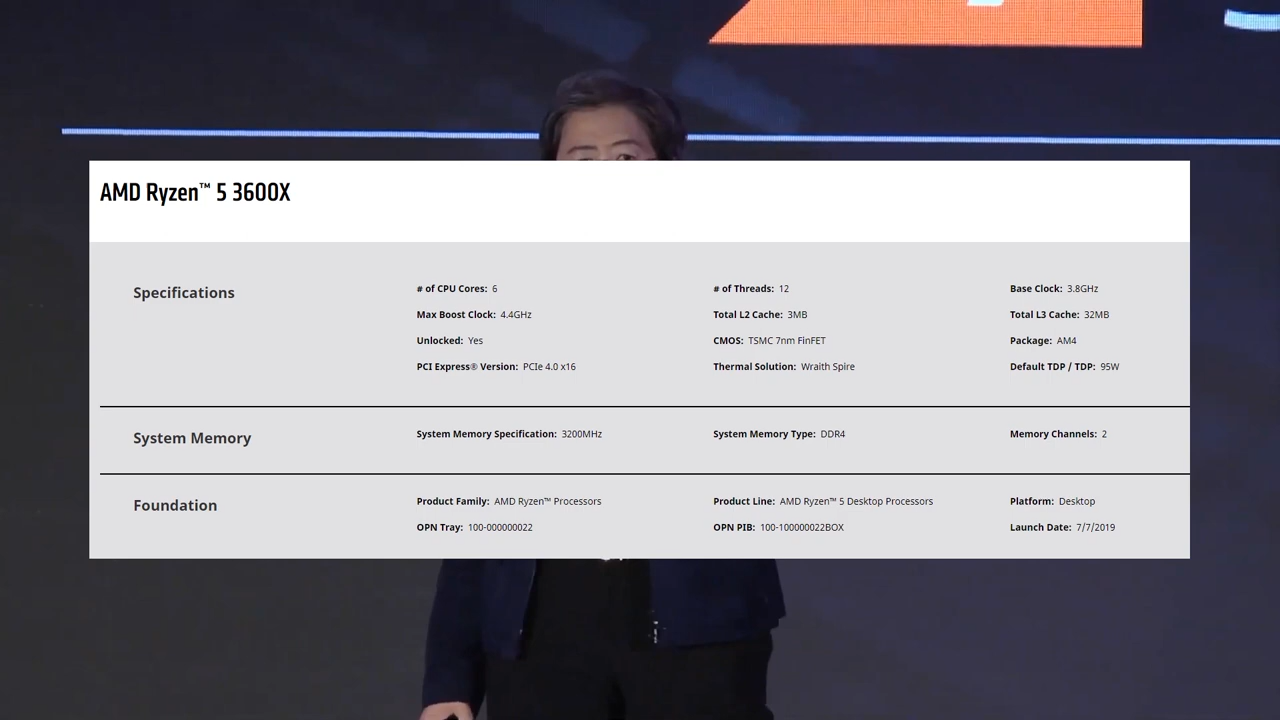 AMD Ryzen™ 5 3600X
Specifications
# of CPU Cores: 6
# of Threads: 12
Base Clock: 3.8GHz
Max Boost Clock: 4.4GHz
Total L2 Cache: 3MB
Total L3 Cache: 32MB
Unlocked: Yes
CMOS: TSMC 7nm FinFET
Package: AM4
PCI Express® Version: PCIe 4.0 x16
Thermal Solution: Wraith Spire
Default TDP / TDP: 95W
System Memory
System Memory Specification: 3200MHz
System Memory Type: DDR4
Memory Channels: 2
Foundation
Product Family: AMD Ryzen™ Processors
Product Line: AMD Ryzen™ 5 Desktop Processors
Platform: Desktop
OPN Tray: 100-000000022
OPN PIB: 100-100000022BOX
Launch Date: 7/7/2019